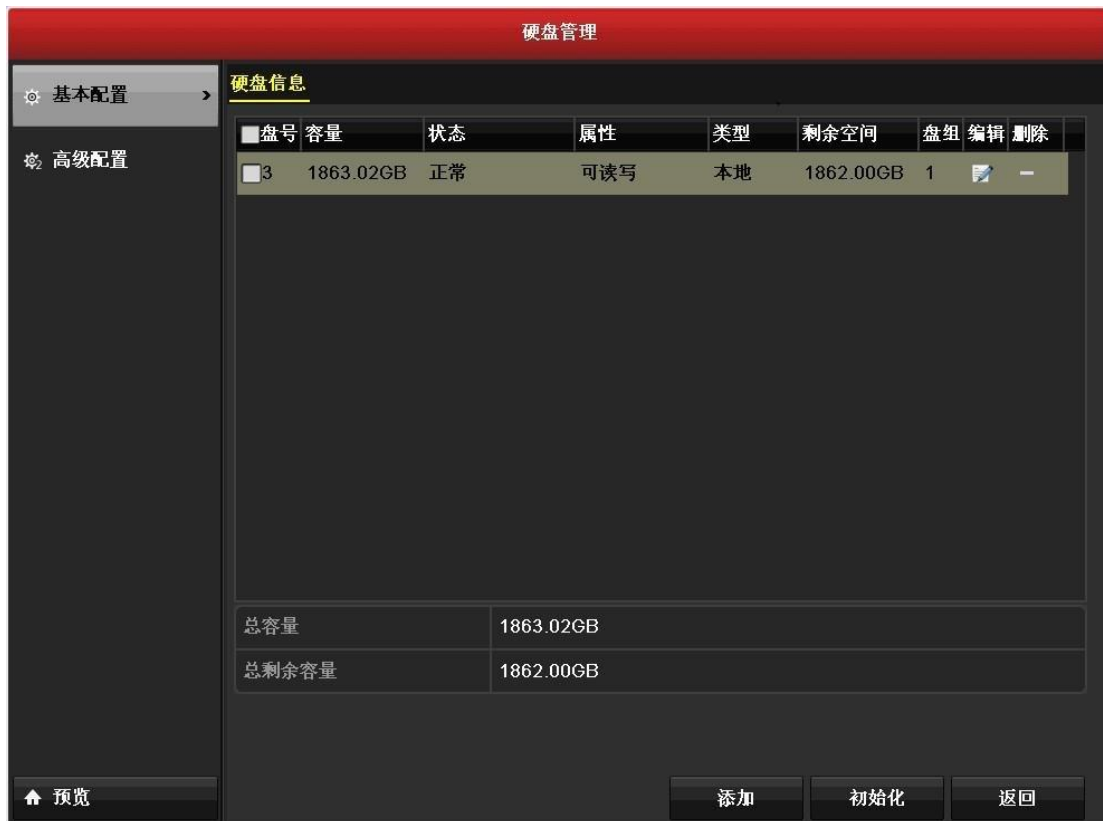 硬盘管理
基本配置
高级配置
硬盘信息
盘号 容量 状态 属性 类型 剩余空间 盘组 编辑 删除
3 1863.02GB 正常 可读写 本地 1862.00GB 1
总容量 1863.02GB
总剩余容量 1862.00GB
预览 添加 初始化 返回